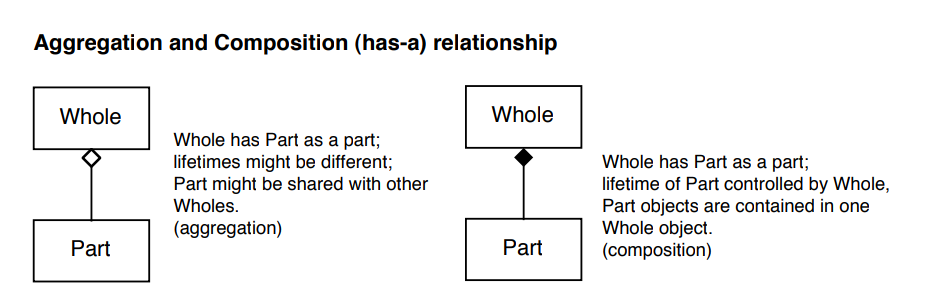 Aggregation and Composition (has-a) relationship
Whole
Whole has Part as a part;
lifetimes might be different;
Part might be shared with other
Wholes.
(aggregation)
Part
Whole
Whole has Part as a part;
lifetime of Part controlled by Whole,
Part objects are contained in one
Whole object.
(composition)
Part